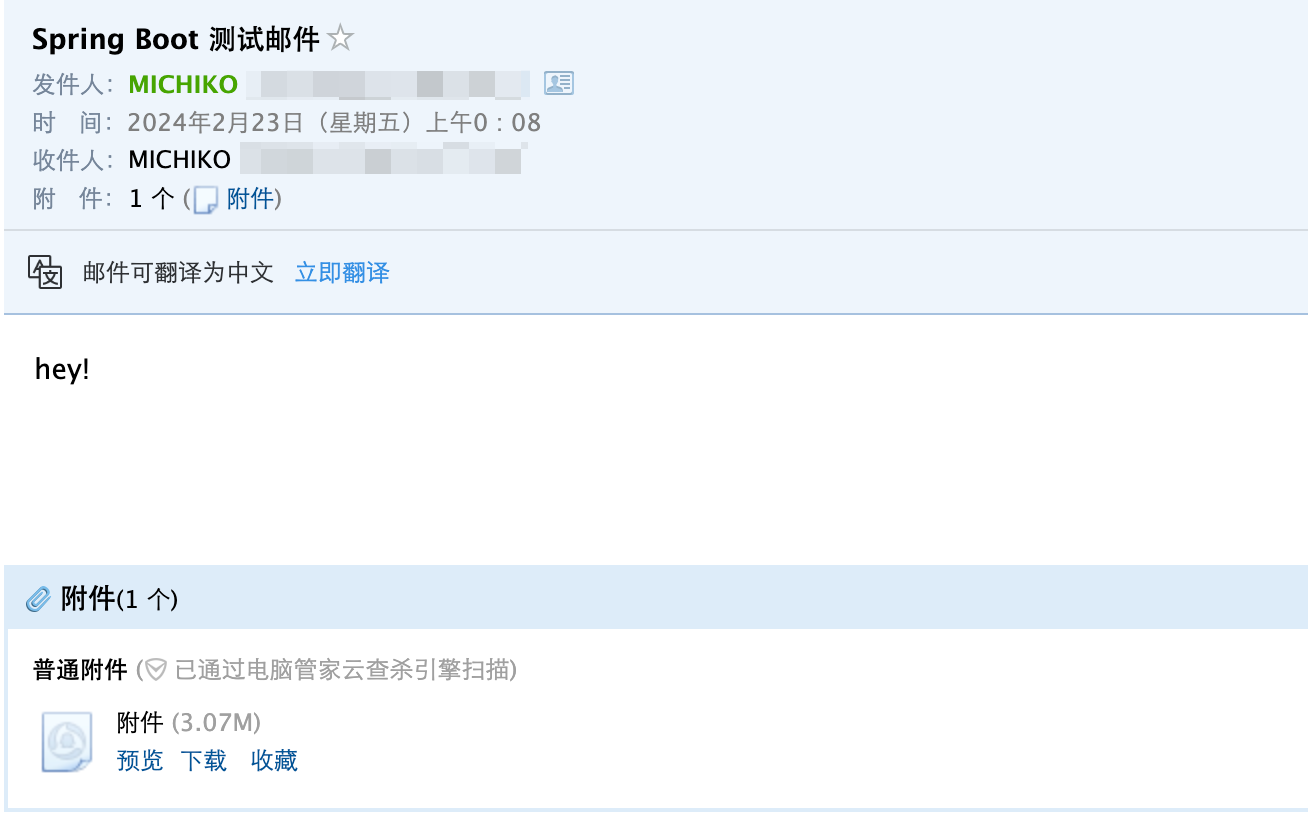 Spring Boot 测试邮件
发件人： MICHIKO
时 间： 2024年2月23日（星期五）上午0：08
收件人： MICHIKO
附 件： 1 个 (附件)
邮件可翻译为中文 立即翻译
hey!
附件(1 个)
普通附件 (已通过电脑管家云查杀引擎扫描)
附件 (3.07M)
预览 下载 收藏